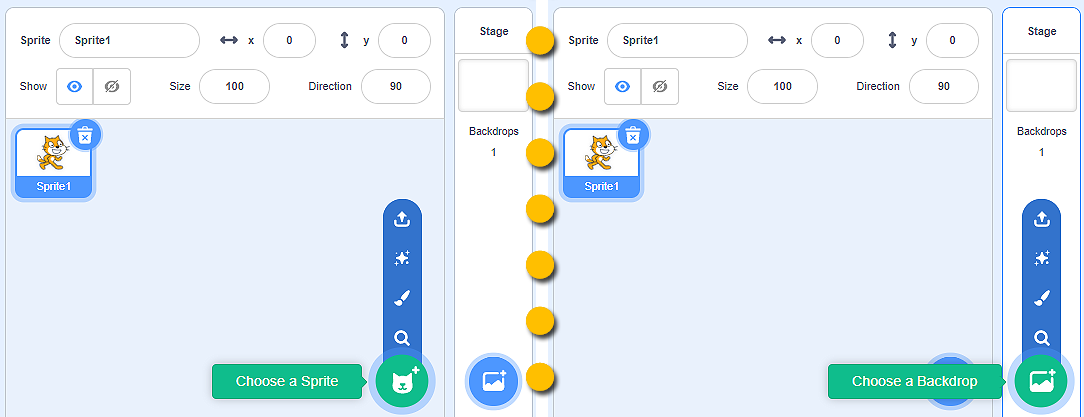 Sprite Sprite1 x 0 y 0
Show Size 100 Direction 90
Sprite1
Choose a Sprite
Stage
Backdrops
1
Sprite Sprite1 x 0 y 0
Show Size 100 Direction 90
Sprite1
Choose a Backdrop
Stage
Backdrops
1